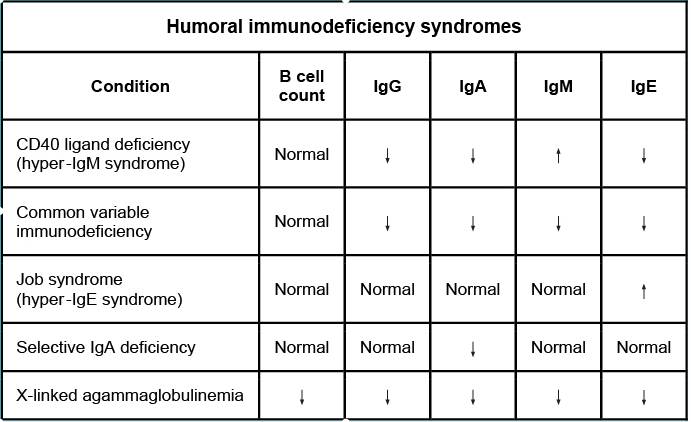 Humoral immunodeficiency syndromes
Condition B cell count IgG IgA IgM IgE
CD40 ligand deficiency (hyper-IgM syndrome) Normal ↓ ↓ ↑ ↓
Common variable immunodeficiency Normal ↓ ↓ ↓ ↓
Job syndrome (hyper-IgE syndrome) Normal Normal Normal Normal ↑
Selective IgA deficiency Normal Normal ↓ Normal Normal
X-linked agammaglobulinemia ↓ ↓ ↓ ↓ ↓